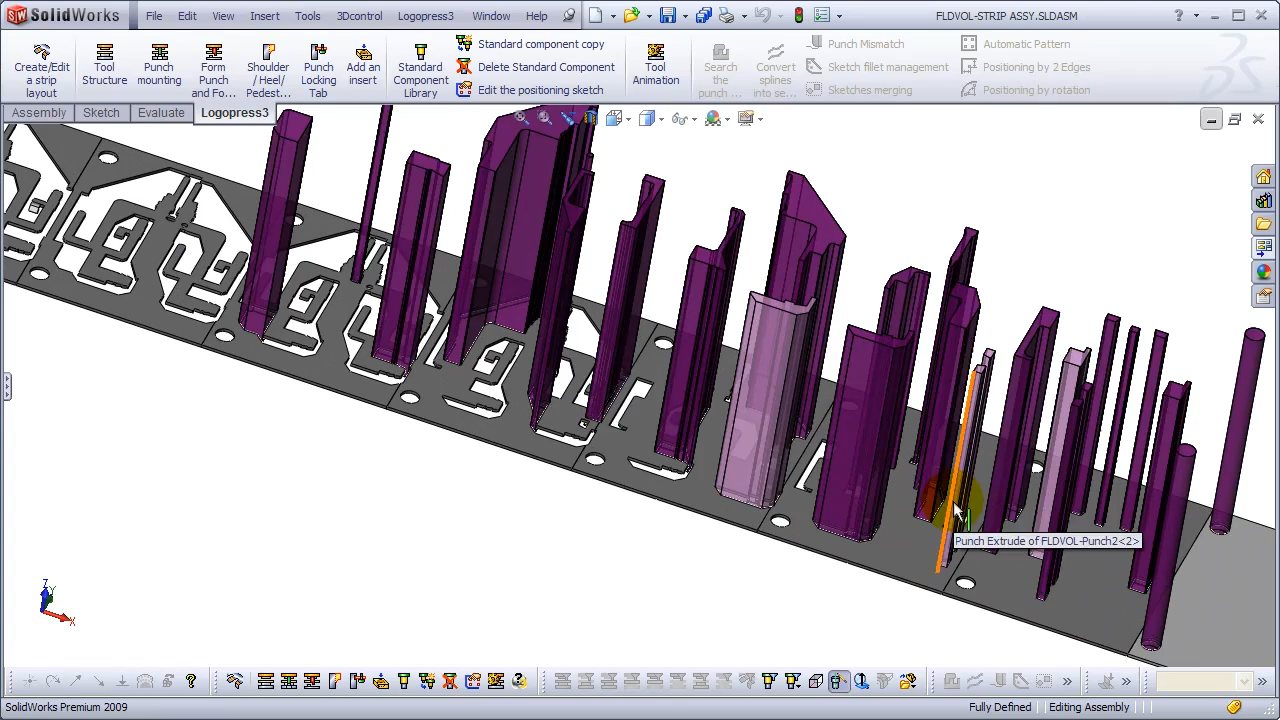 SolidWorks
File Edit View Insert Tools 3Dcontrol Logopress3 Window Help
FLDVOL-STRIP ASSY.SLDASM
Create/Edit a strip layout
Tool Structure
Punch mounting
Form Punch and Fo...
Shoulder / Heel/ Pedest...
Punch Locking Tab
Add an insert
Standard Component Library
Standard component copy
Delete Standard Component
Edit the positioning sketch
Tool Animation
Search the punch ...
Convert splines into se...
Punch Mismatch
Sketch fillet management
Sketches merging
Automatic Pattern
Positioning by 2 Edges
Positioning by rotation
Assembly Sketch Evaluate Logopress3
Punch Extrude of FLDVOL-Punch2<2>
Z
Y
X
SolidWorks Premium 2009
Fully Defined
Editing Assembly